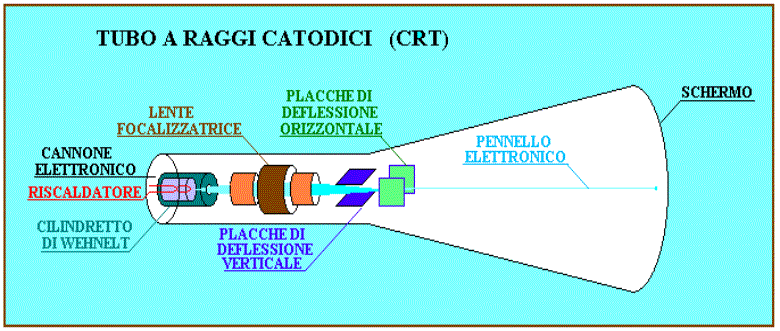 TUBO A RAGGI CATODICI (CRT)
PLACCHE DI
DEFLESSIONE
ORIZZONTALE
SCHERMO
LENTE
FOCALIZZATRICE
PENNELLO
ELETTRONICO
CANNONE
ELETTRONICO
RISCALDATORE
CILINDRETTO
DI WEHNELT
PLACCHE DI
DEFLESSIONE
VERTICALE